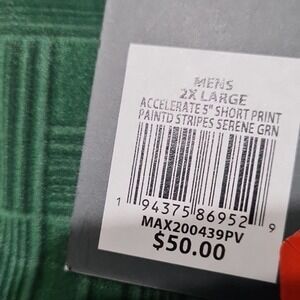 MENS
2X LARGE
ACCELERATE 5" SHORT PRINT
PAINTD STRIPES SERENE GRN
1 94375 86952 9
MAX200439PV
$50.00